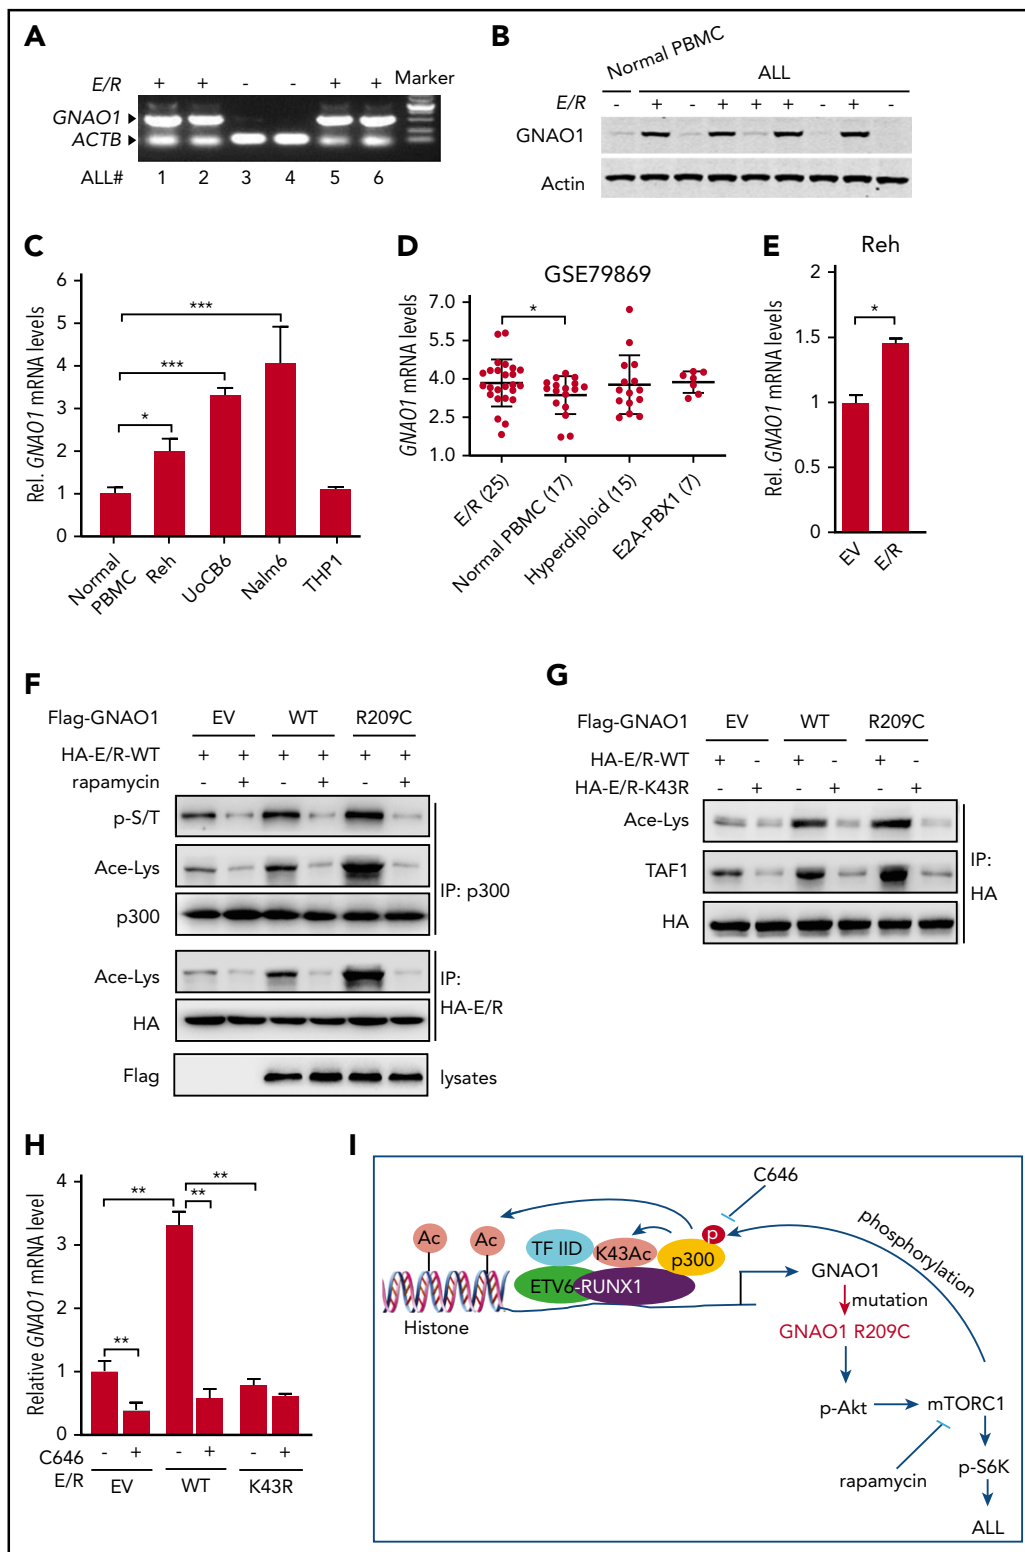 A
E/R + + - - + + Marker
GNAO1
ACTB
ALL# 1 2 3 4 5 6
B
Normal PBMC
ALL
E/R - + - + + + - + -
GNAO1
Actin
C
Rel. GNAO1 mRNA levels
6
5
4
3
2
1
0
***
***
*
Normal PBMC
Reh
UoCB6
Nalm6
THP1
D
GSE79869
GNAO1 mRNA levels
7.0
5.5
4.0
2.5
1.0
*
E/R (25)
Normal PBMC (17)
Hyperdiploid (15)
E2A-PBX1 (7)
E
Reh
Rel. GNAO1 mRNA levels
2
1.5
1
0.5
0
*
EV
E/R
F
Flag-GNAO1 EV WT R209C
HA-E/R-WT + + + + + +
rapamycin - + - + - +
p-S/T
Ace-Lys
p300
IP: p300
Ace-Lys
HA
IP:
HA-E/R
Flag
lysates
G
Flag-GNAO1 EV WT R209C
HA-E/R-WT + - + - + -
HA-E/R-K43R - + - + - +
Ace-Lys
TAF1
HA
IP:
HA
H
Relative GNAO1 mRNA level
4
3
2
1
0
**
**
**
**
C646 - + - + - +
E/R EV WT K43R
I
C646
phosphorylation
Ac
Ac
TF IID
K43Ac
p300
p
ETV6-RUNX1
Histone
GNAO1
mutation
GNAO1 R209C
p-Akt
mTORC1
rapamycin
p-S6K
ALL